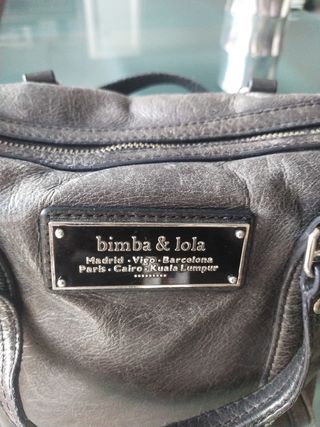 bimba & lola
Madrid · Vigo · Barcelona
Paris · Cairo · Kuala Lumpur